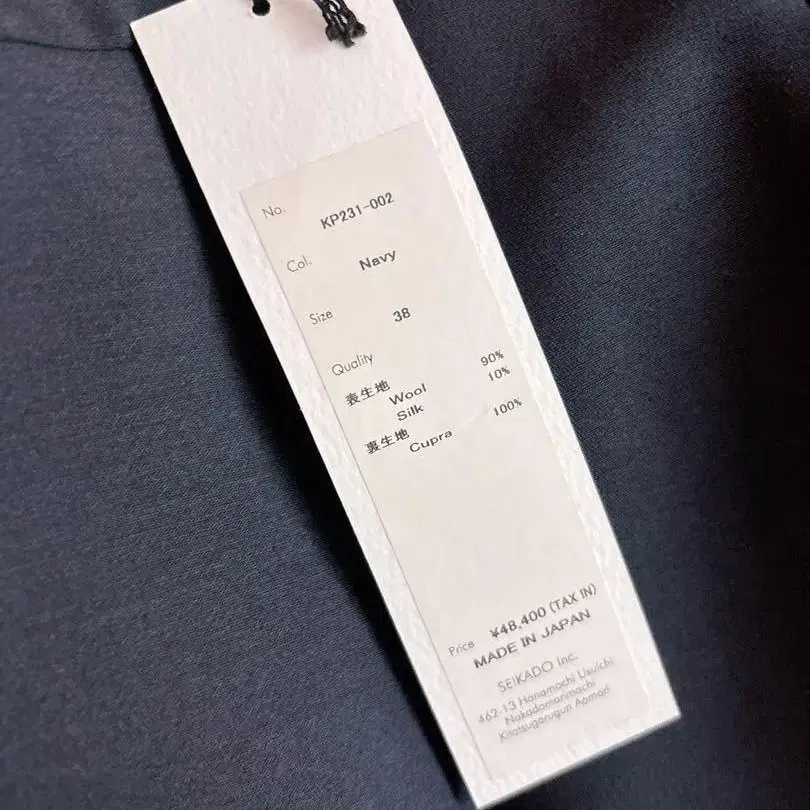 No. KP231-002
Col. Navy
Size 38
Quality
表生地 Wool 90%
Silk 10%
裏生地 Cupra 100%
Price ¥48,400 (TAX IN)
MADE IN JAPAN
SEIKADO Inc.
462-13 Hanamochi Usuichi
Nakadomarimachi
Kitatsugarugun Aomori